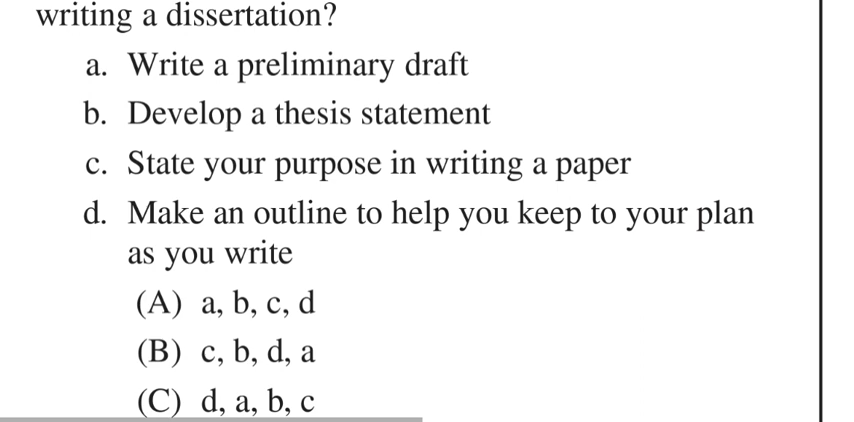 writing a dissertation?
a. Write a preliminary draft
b. Develop a thesis statement
c. State your purpose in writing a paper
d. Make an outline to help you keep to your plan
as you write
(A) a, b, c, d
(B) c, b, d, a
(C) d, a, b, c